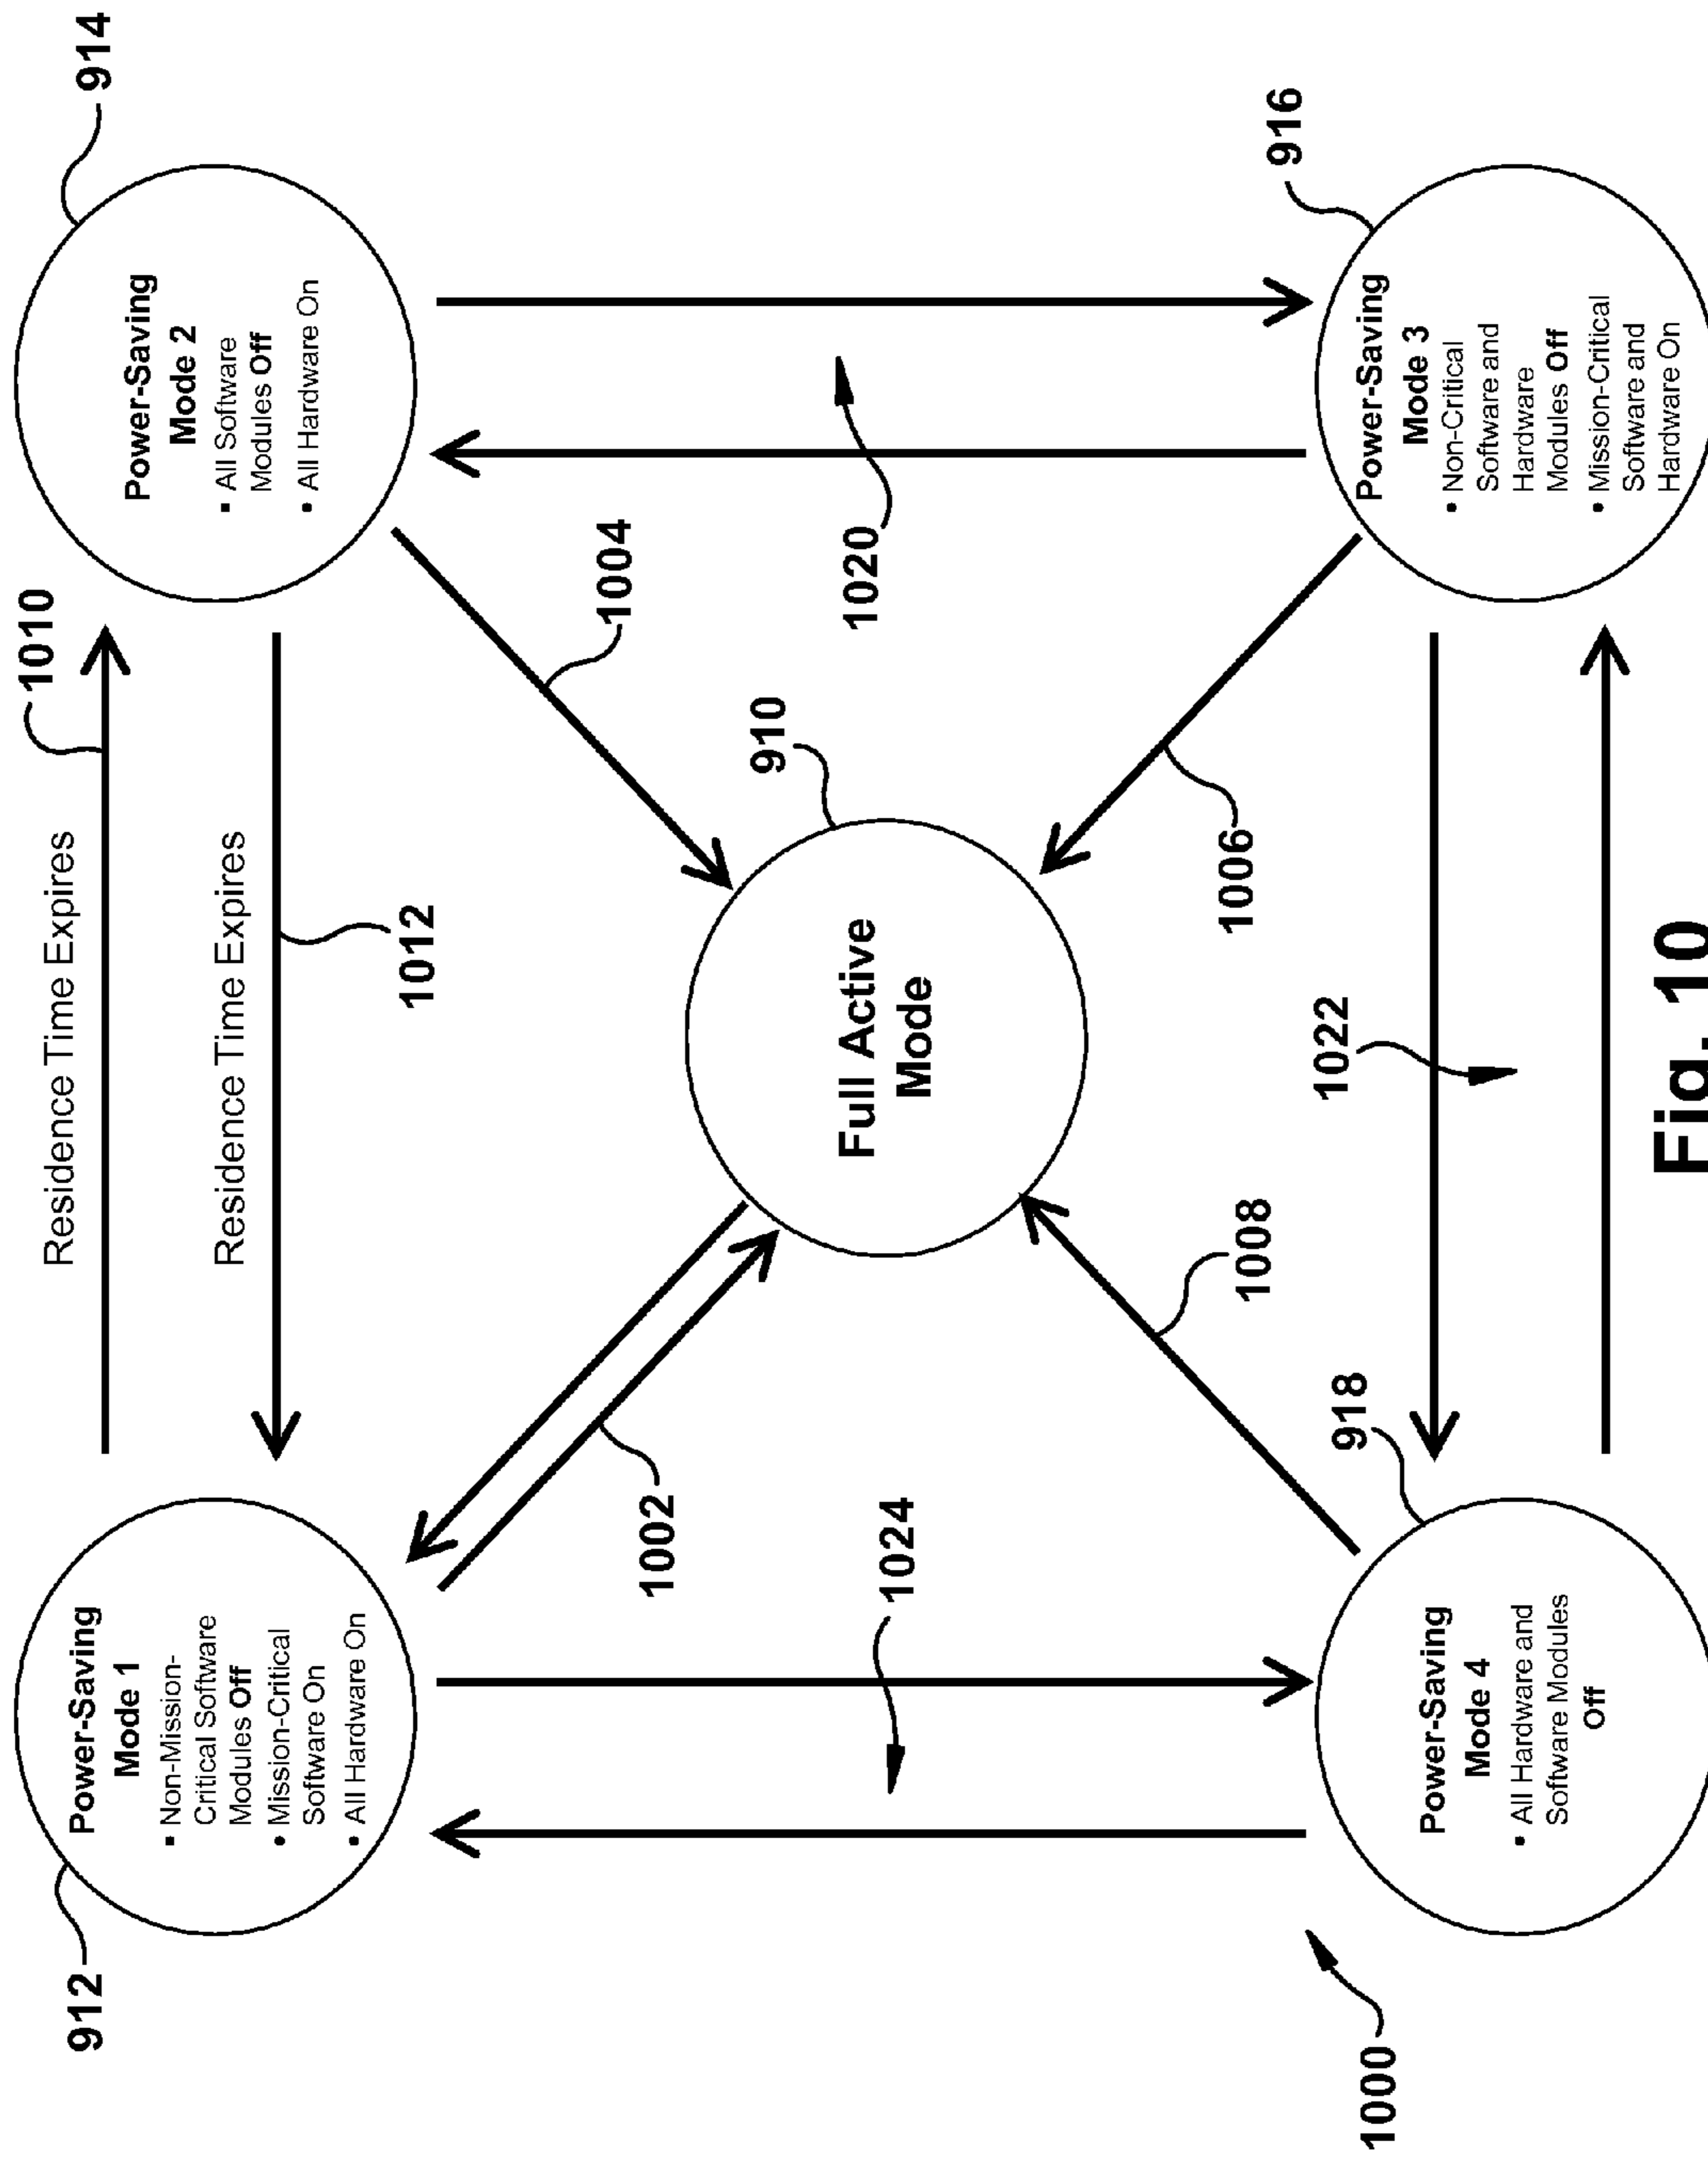 912
Power-Saving
Mode 1
• Non-Mission-
Critical Software
Modules Off
• Mission-Critical
Software On
• All Hardware On
Residence Time Expires
1010
Residence Time Expires
1012
914
Power-Saving
Mode 2
• All Software
Modules Off
• All Hardware On
1002
1004
1024
910
Full Active
Mode
1020
1008
1006
1000
918
Power-Saving
Mode 4
• All Hardware and
Software Modules
Off
1022
916
Power-Saving
Mode 3
• Non-Critical
Software and
Hardware
Modules Off
• Mission-Critical
Software and
Hardware On
Fig. 10